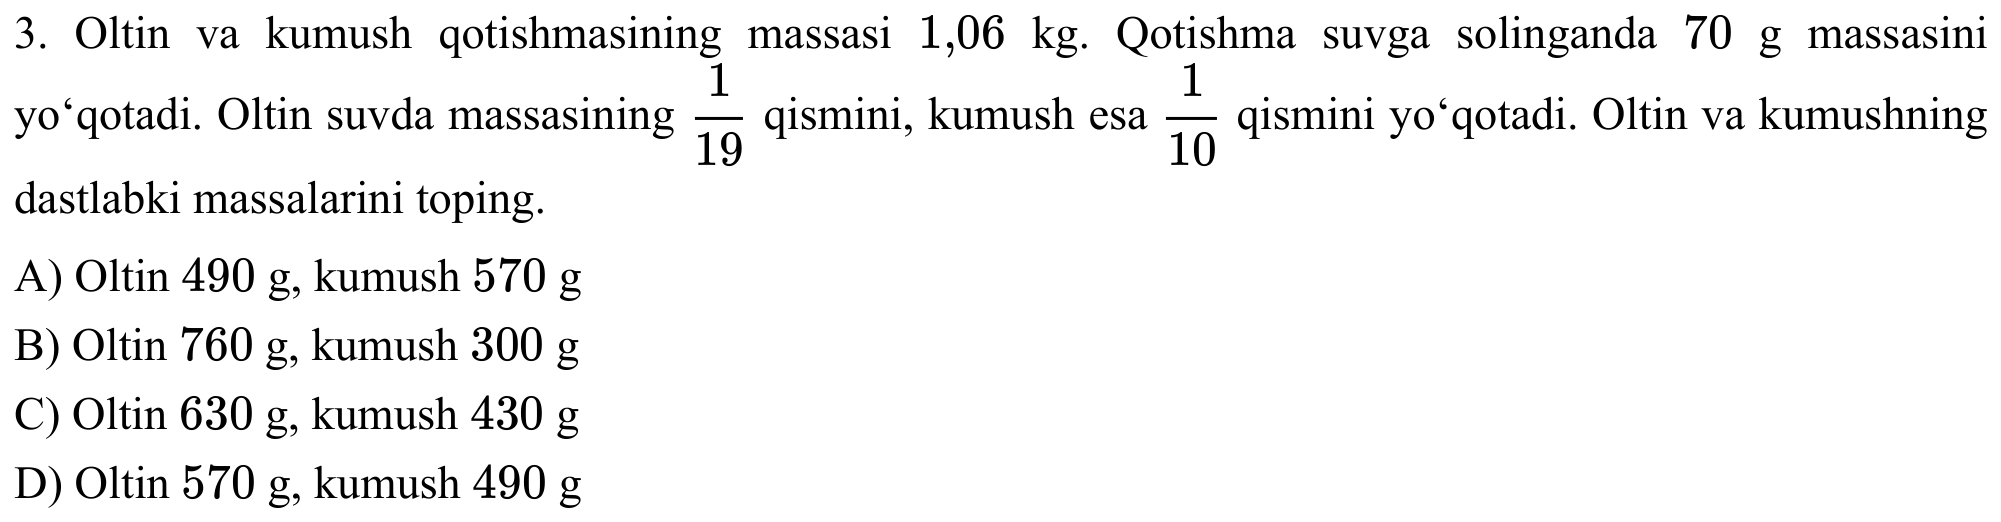 3. Oltin va kumush qotishmasining massasi 1,06 kg. Qotishma suvga solinganda 70 g massasini
yo‘qotadi. Oltin suvda massasining 1/19 qismini, kumush esa 1/10 qismini yo‘qotadi. Oltin va kumushning
dastlabki massalarini toping.
A) Oltin 490 g, kumush 570 g
B) Oltin 760 g, kumush 300 g
C) Oltin 630 g, kumush 430 g
D) Oltin 570 g, kumush 490 g